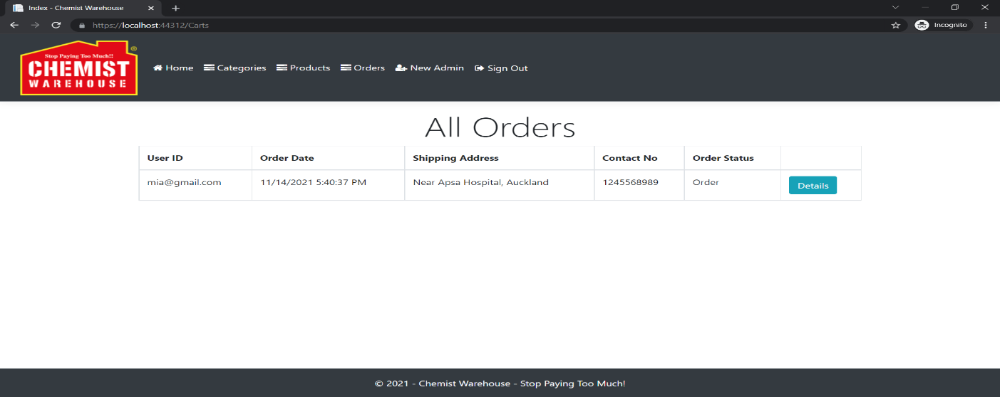 Index - Chemist Warehouse
https://localhost:44312/Carts
Incognito
Stop Paying Too Much!!
CHEMIST
WAREHOUSE
®
Home Categories Products Orders New Admin Sign Out
All Orders
User ID Order Date Shipping Address Contact No Order Status
mia@gmail.com 11/14/2021 5:40:37 PM Near Apsa Hospital, Auckland 1245568989 Order Details
© 2021 - Chemist Warehouse - Stop Paying Too Much!